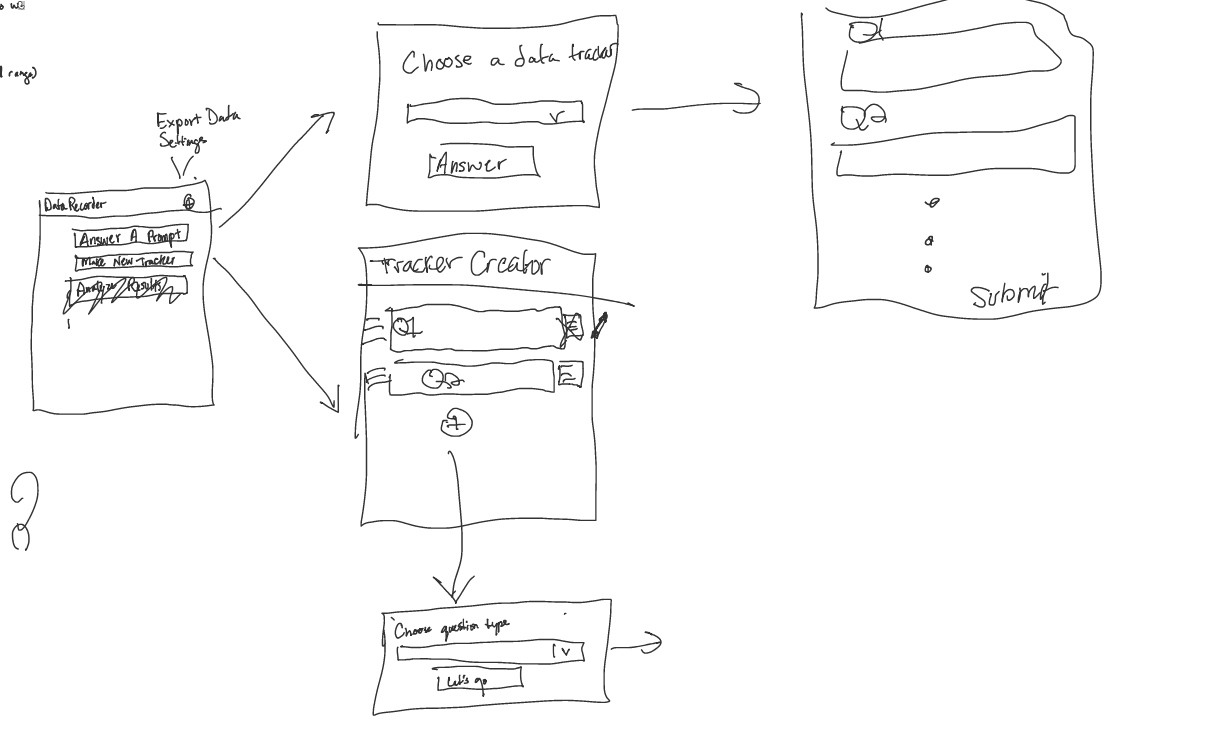 range)
Export Data
Settings
Data Recorder
Answer A Prompt
Make New Tracker
Analyze Results
Choose a data tracker
Answer
Q1
Q2
Submit
Tracker Creator
Q1
Q2
Choose question type
Let's go
?